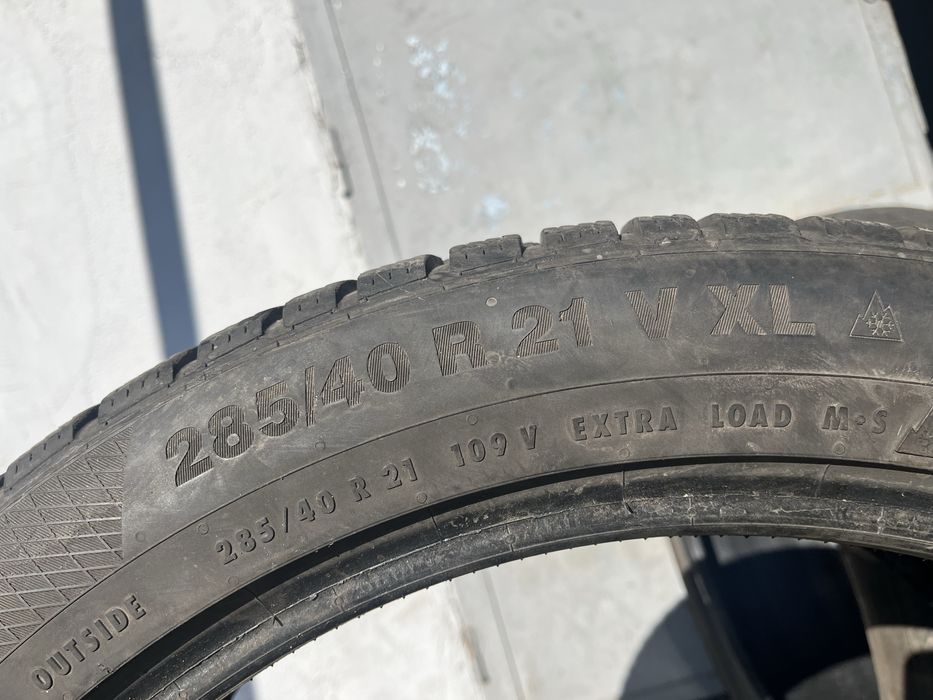 285/40 R 21 V XL
285/40 R 21 109 V EXTRA LOAD M+S
OUTSIDE